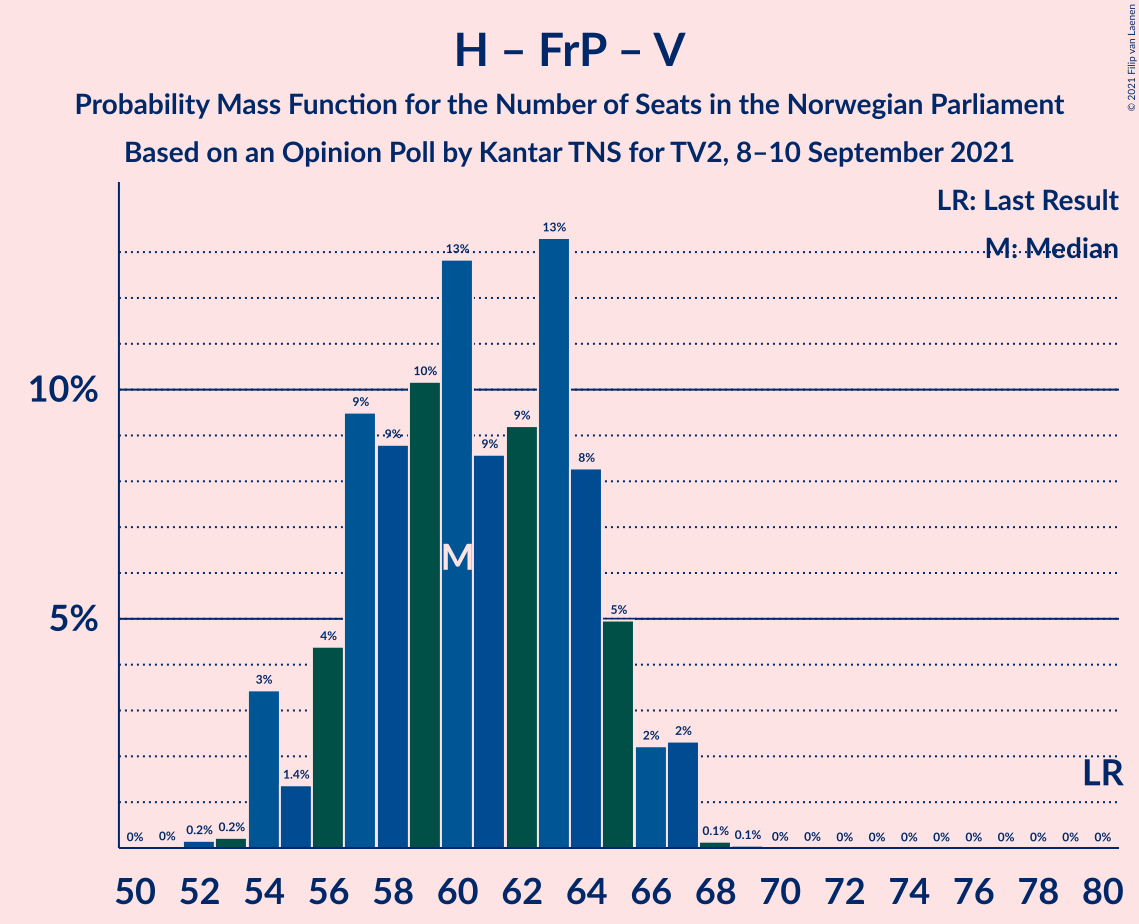 H – FrP – V
Probability Mass Function for the Number of Seats in the Norwegian Parliament
Based on an Opinion Poll by Kantar TNS for TV2, 8–10 September 2021
© 2021 Filip van Laenen
LR: Last Result
M: Median
10%
5%
0% 0% 0.2% 0.2% 3% 1.4% 4% 9% 9% 10% 13% 9% 9% 13% 8% 5% 2% 2% 0.1% 0.1% 0% 0% 0% 0% 0% 0% 0% 0% 0% 0% 0%
M
LR
50 52 54 56 58 60 62 64 66 68 70 72 74 76 78 80